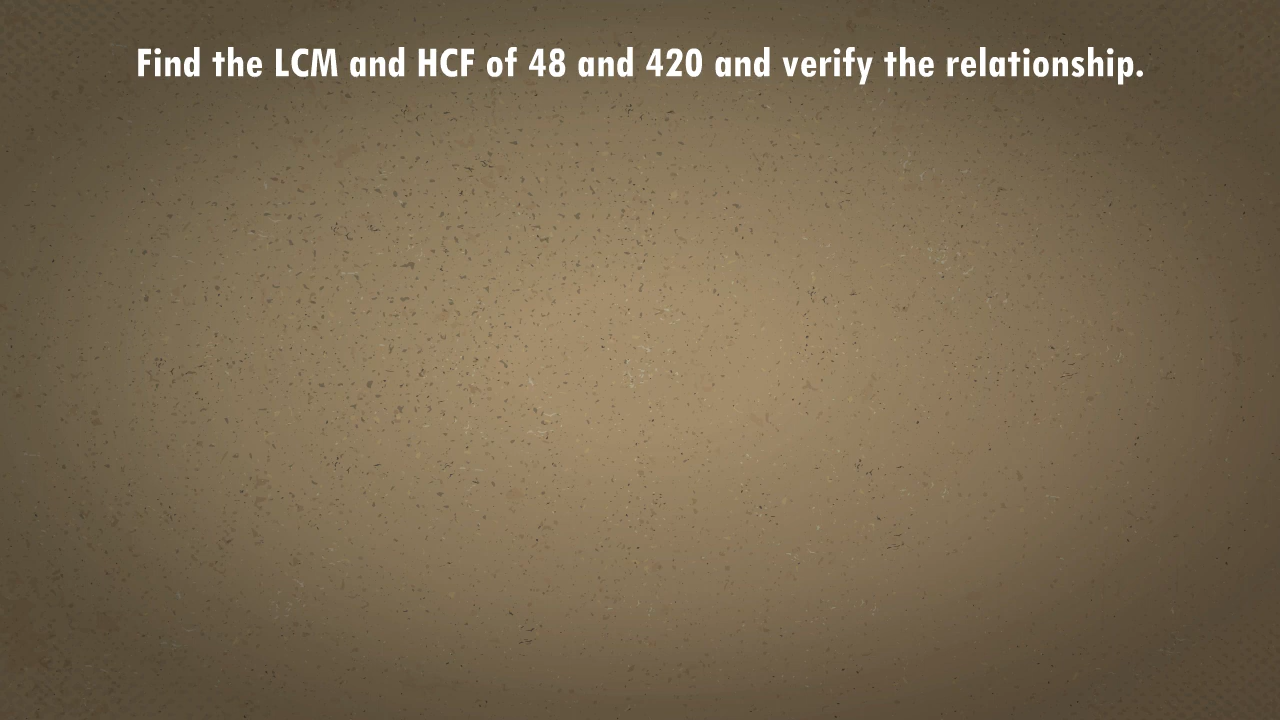 Find the LCM and HCF of 48 and 420 and verify the relationship.